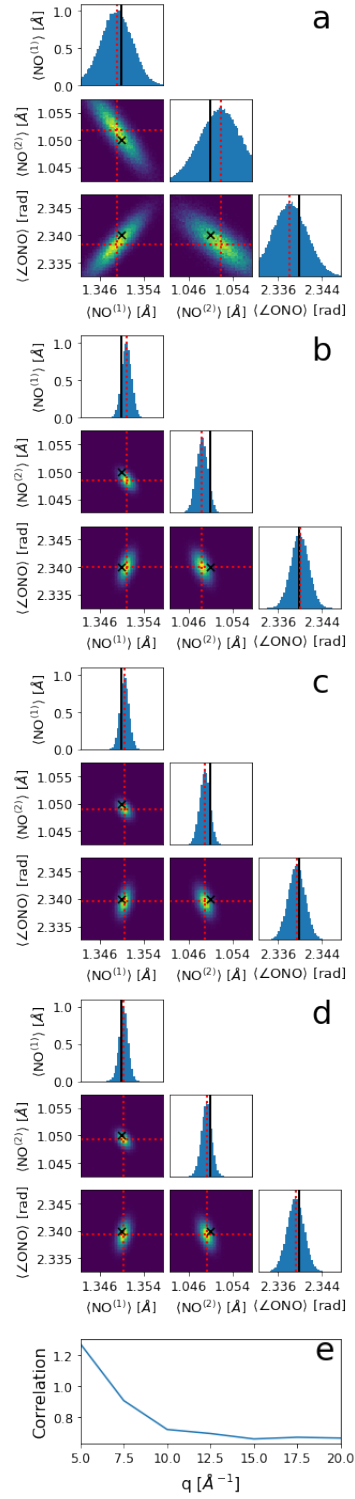 a
⟨NO⁽¹⁾⟩ [Å]
1.0
0.5
0.0
⟨NO⁽²⁾⟩ [Å]
1.055
1.050
1.045
⟨∠ONO⟩ [rad]
2.340
2.335
1.346 1.354 1.046 1.054 2.336 2.344
⟨NO⁽¹⁾⟩ [Å] ⟨NO⁽²⁾⟩ [Å] ⟨∠ONO⟩ [rad]
b
⟨NO⁽¹⁾⟩ [Å]
1.0
0.5
0.0
⟨NO⁽²⁾⟩ [Å]
1.055
1.050
1.045
⟨∠ONO⟩ [rad]
2.345
2.340
2.335
1.346 1.354 1.046 1.054 2.336 2.344
⟨NO⁽¹⁾⟩ [Å] ⟨NO⁽²⁾⟩ [Å] ⟨∠ONO⟩ [rad]
c
⟨NO⁽¹⁾⟩ [Å]
1.0
0.5
0.0
⟨NO⁽²⁾⟩ [Å]
1.055
1.050
1.045
⟨∠ONO⟩ [rad]
2.345
2.340
2.335
1.346 1.354 1.046 1.054 2.336 2.344
⟨NO⁽¹⁾⟩ [Å] ⟨NO⁽²⁾⟩ [Å] ⟨∠ONO⟩ [rad]
d
⟨NO⁽¹⁾⟩ [Å]
1.0
0.5
0.0
⟨NO⁽²⁾⟩ [Å]
1.055
1.050
1.045
⟨∠ONO⟩ [rad]
2.345
2.340
2.335
1.346 1.354 1.046 1.054 2.336 2.344
⟨NO⁽¹⁾⟩ [Å] ⟨NO⁽²⁾⟩ [Å] ⟨∠ONO⟩ [rad]
e
Correlation
1.2
1.0
0.8
5.0 7.5 10.0 12.5 15.0 17.5 20.0
q [Å⁻¹]